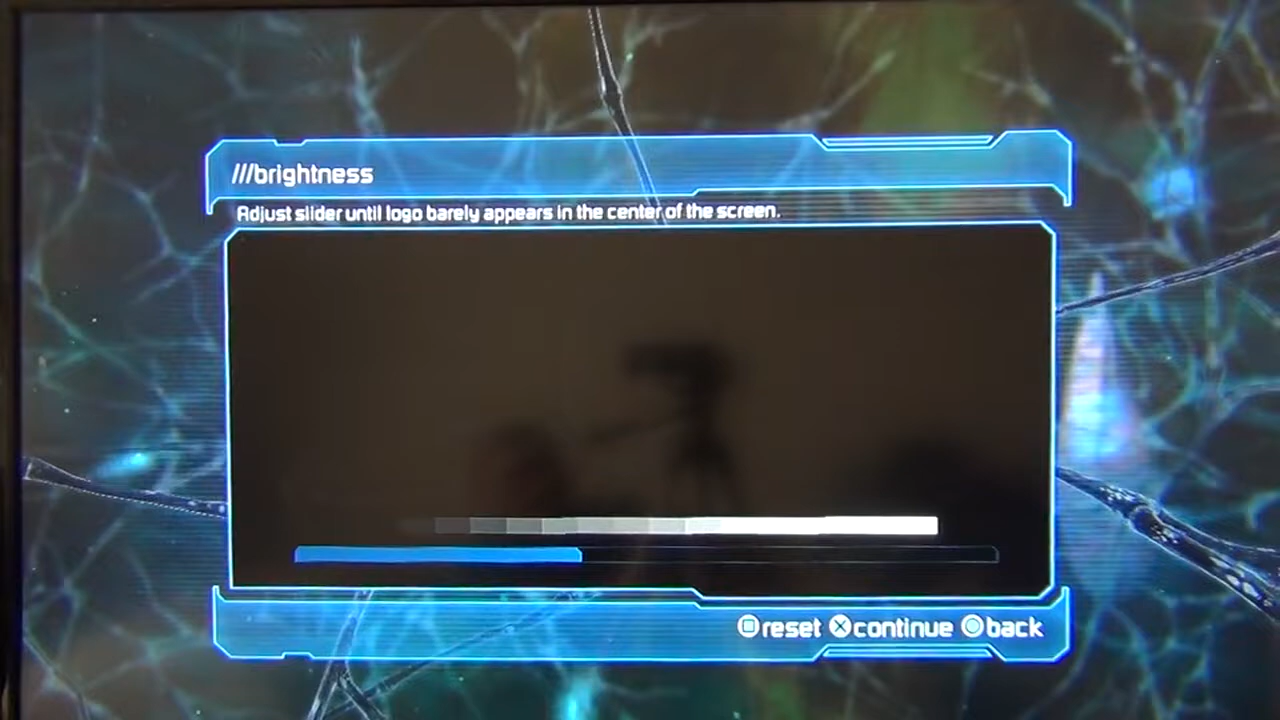 ///brightness
Adjust slider until logo barely appears in the center of the screen.
reset continue back